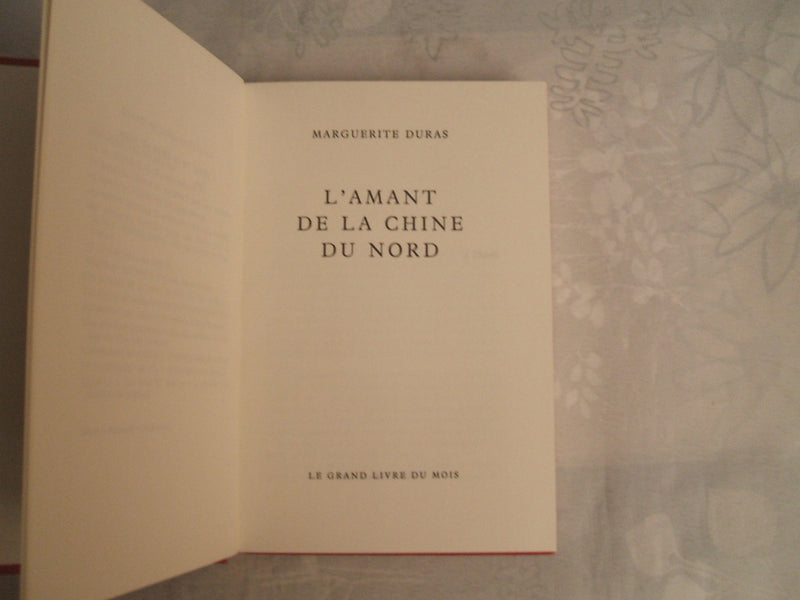 MARGUERITE DURAS
L'AMANT
DE LA CHINE
DU NORD
LE GRAND LIVRE DU MOIS